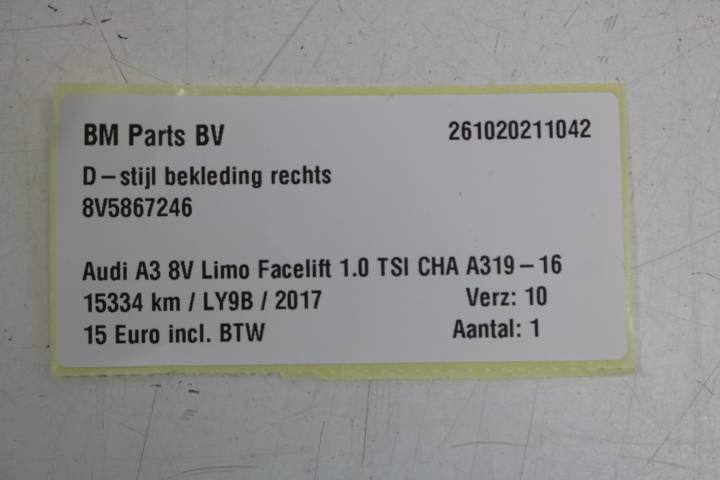 BM Parts BV 261020211042
D-stijl bekleding rechts
8V5867246
Audi A3 8V Limo Facelift 1.0 TSI CHA A319-16
15334 km / LY9B / 2017 Verz: 10
15 Euro incl. BTW Aantal: 1